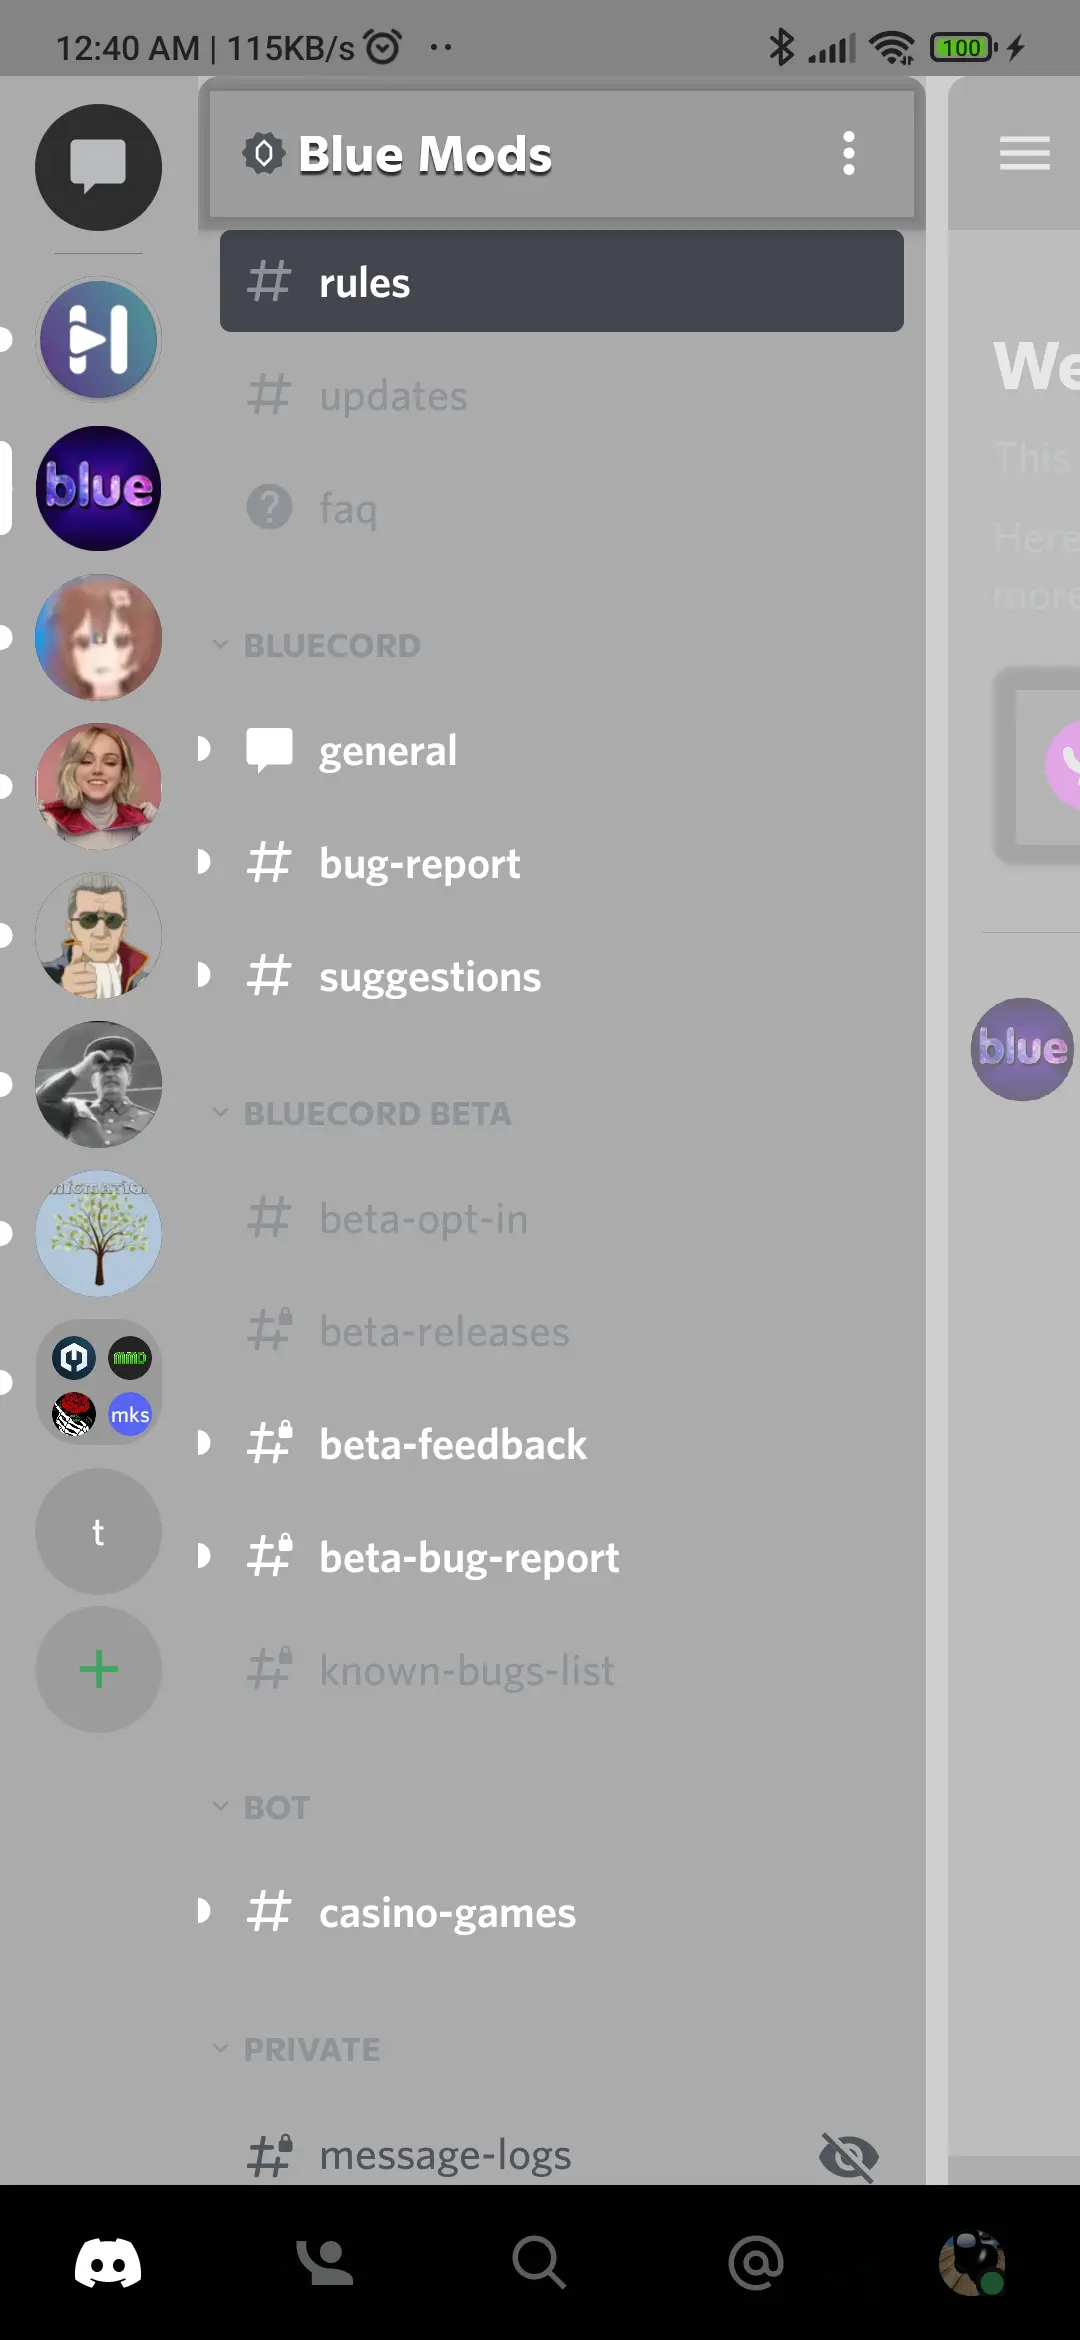 12:40 AM | 115KB/s
100
Blue Mods
rules
updates
faq
BLUECORD
general
bug-report
suggestions
BLUECORD BETA
beta-opt-in
beta-releases
beta-feedback
beta-bug-report
known-bugs-list
BOT
casino-games
PRIVATE
message-logs
blue
mmd
mks
t
We
This
Here
more
blue